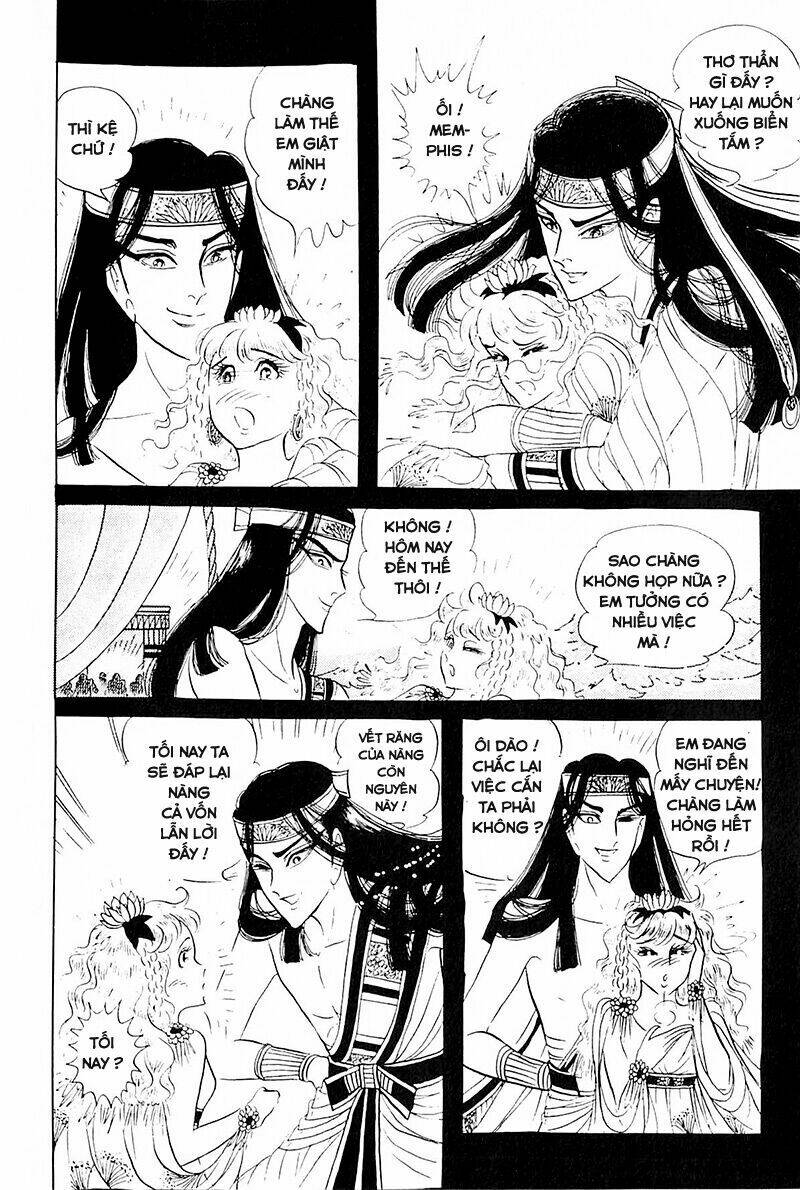 THƠ THẨN
GÌ ĐẤY ?
HAY LẠI MUỐN
XUỐNG BIỂN
TẮM ?
ỐI !
MEM-
PHIS !
CHÀNG
LÀM THẾ
EM GIẬT
MÌNH
ĐẤY !
THÌ KỆ
CHỨ !
SAO CHÀNG
KHÔNG HỌP NỮA ?
EM TƯỞNG CÓ
NHIỀU VIỆC
MÀ !
KHÔNG !
HÔM NAY
ĐẾN THẾ
THÔI !
EM ĐANG
NGHĨ ĐẾN
MẤY CHUYỆN!
CHÀNG LÀM
HỎNG HẾT
RỒI !
ÔI DÀO !
CHẮC LẠI
VIỆC CẮN
TA PHẢI
KHÔNG ?
VẾT RĂNG
CỦA NÀNG
CÒN
NGUYÊN
NÀY !
TỐI NAY TA
SẼ ĐÁP LẠI
NÀNG
CẢ VỐN
LẪN LỜI
ĐẤY !
TỐI
NAY ?